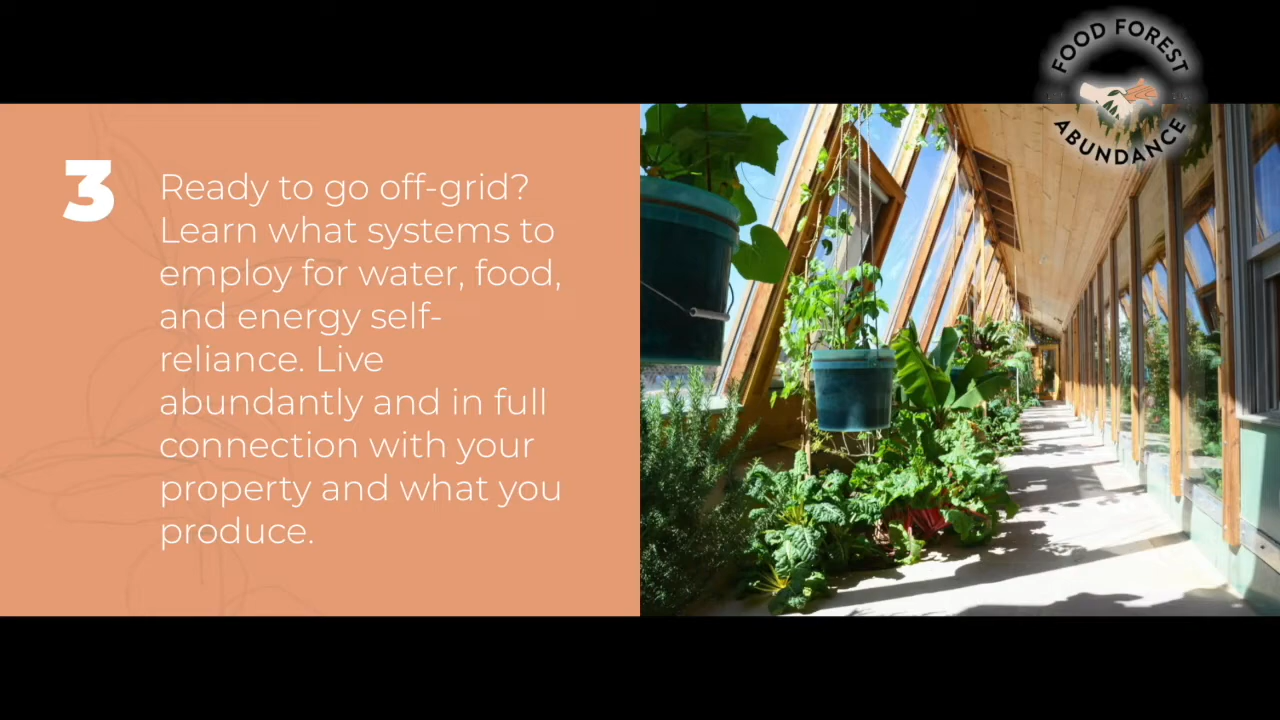 FOOD FOREST
ABUNDANCE
3
Ready to go off-grid?
Learn what systems to
employ for water, food,
and energy self-
reliance. Live
abundantly and in full
connection with your
property and what you
produce.